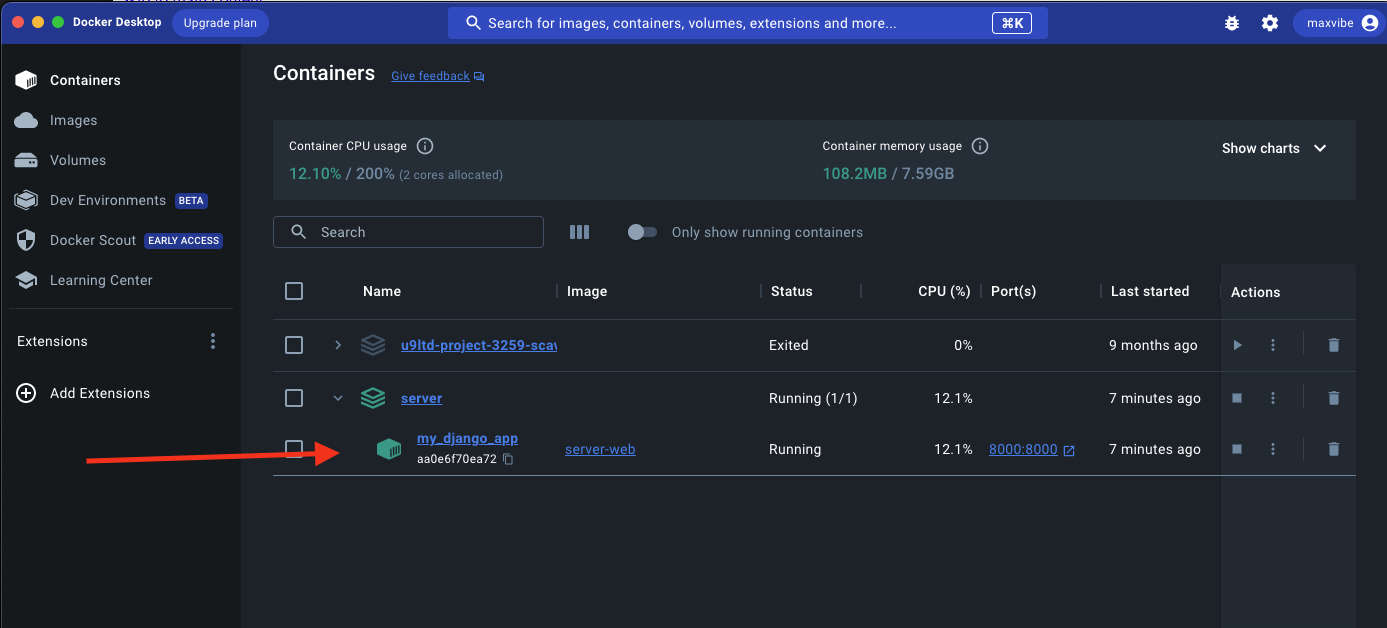 Docker Desktop
Upgrade plan
Search for images, containers, volumes, extensions and more...
⌘K
maxvibe
Containers
Images
Volumes
Dev Environments BETA
Docker Scout EARLY ACCESS
Learning Center
Extensions
Add Extensions
Containers
Give feedback
Container CPU usage
12.10% / 200% (2 cores allocated)
Container memory usage
108.2MB / 7.59GB
Show charts
Search
Only show running containers
Name Image Status CPU (%) Port(s) Last started Actions
u9ltd-project-3259-scav Exited 0% 9 months ago
server Running (1/1) 12.1% 7 minutes ago
my_django_app
aa0e6f70ea72
server-web Running 12.1% 8000:8000 7 minutes ago